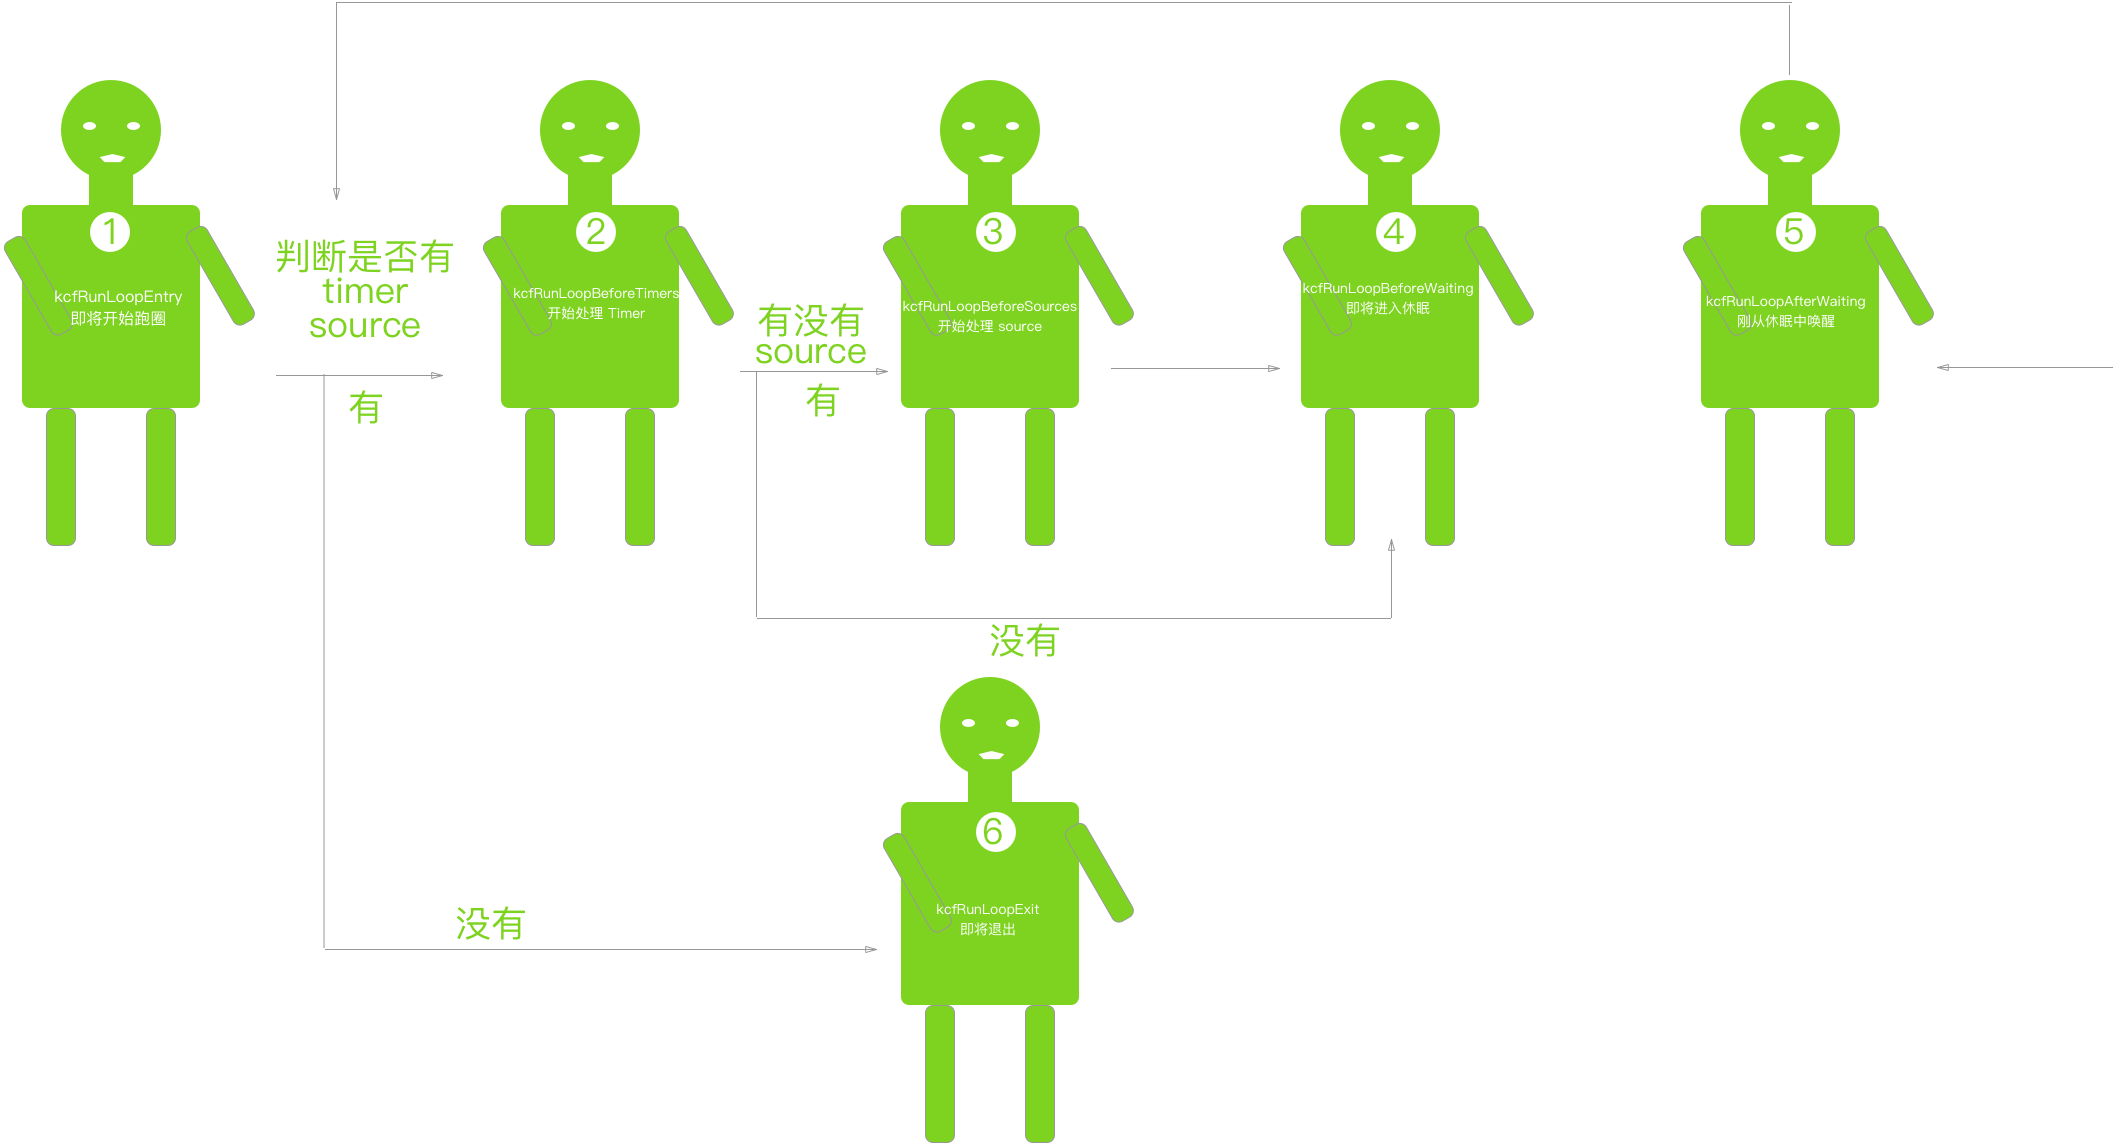 1
kcfRunLoopEntry
即将开始跑圈
判断是否有
timer
source
有
2
kcfRunLoopBeforeTimers
开始处理 Timer
有没有
source
有
3
kcfRunLoopBeforeSources
开始处理 source
4
kcfRunLoopBeforeWaiting
即将进入休眠
5
kcfRunLoopAfterWaiting
刚从休眠中唤醒
没有
没有
6
kcfRunLoopExit
即将退出